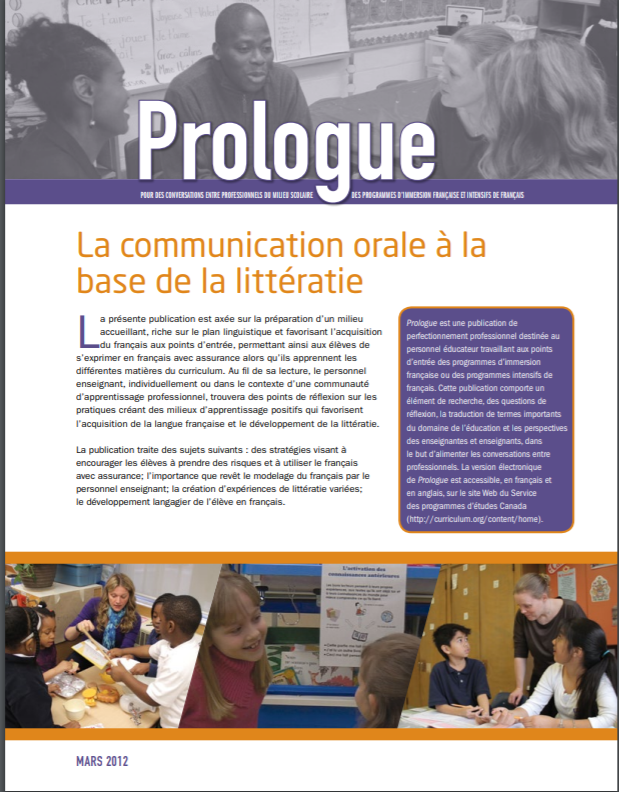 Je t'aime
Prologue
POUR DES CONVERSATIONS ENTRE PROFESSIONNELS DU MILIEU SCOLAIRE DES PROGRAMMES D'IMMERSION FRANÇAISE ET INTENSIFS DE FRANÇAIS
La communication orale à la
base de la littératie
La présente publication est axée sur la préparation d'un milieu
accueillant, riche sur le plan linguistique et favorisant l'acquisition
du français aux points d'entrée, permettant ainsi aux élèves de
s'exprimer en français avec assurance alors qu'ils apprennent les
différentes matières du curriculum. Au fil de sa lecture, le personnel
enseignant, individuellement ou dans le contexte d'une communauté
d'apprentissage professionnel, trouvera des points de réflexion sur les
pratiques créant des milieux d'apprentissage positifs qui favorisent
l'acquisition de la langue française et le développement de la littératie.
La publication traite des sujets suivants : des stratégies visant à
encourager les élèves à prendre des risques et à utiliser le français
avec assurance; l'importance que revêt le modelage du français par le
personnel enseignant; la création d'expériences de littératie variées;
le développement langagier de l'élève en français.
Prologue est une publication de
perfectionnement professionnel destinée au
personnel éducateur travaillant aux points
d'entrée des programmes d'immersion
française ou des programmes intensifs de
français. Cette publication comporte un
élément de recherche, des questions de
réflexion, la traduction de termes importants
du domaine de l'éducation et les perspectives
des enseignantes et enseignants, dans
le but d'alimenter les conversations entre
professionnels. La version électronique
de Prologue est accessible, en français et
en anglais, sur le site Web du Service
des programmes d'études Canada
(http://curriculum.org/content/home).
L'activation des
connaissances antérieures
MARS 2012